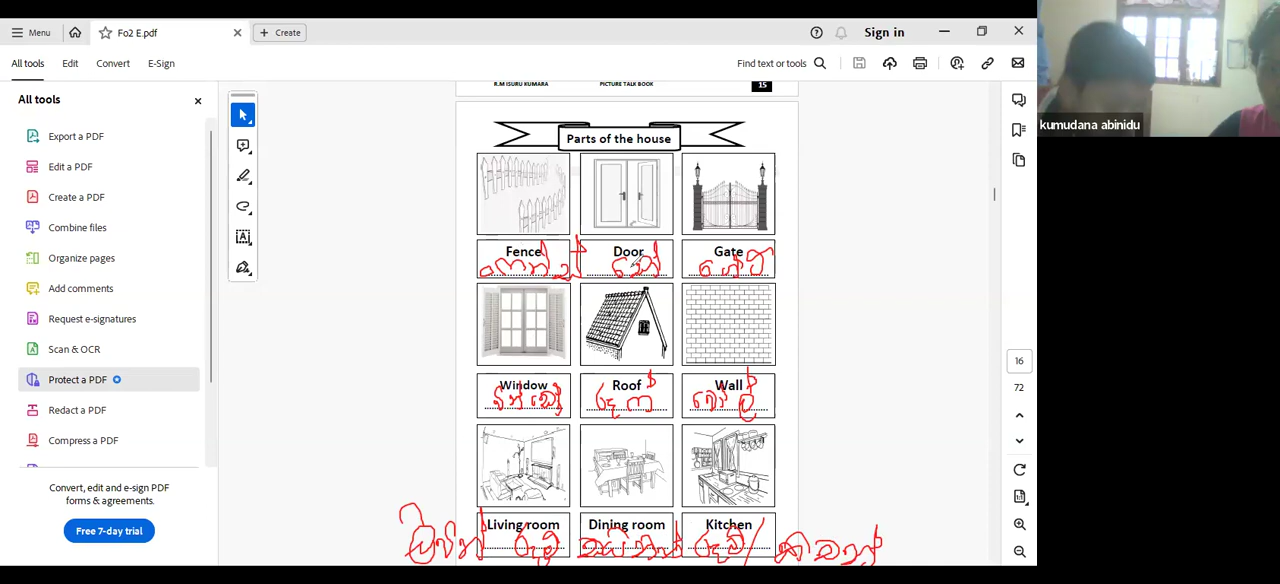 Menu
Fo2 E.pdf
Create
Sign in
All tools Edit Convert E-Sign
Find text or tools
All tools
Export a PDF
Edit a PDF
Create a PDF
Combine files
Organize pages
Add comments
Request e-signatures
Scan & OCR
Protect a PDF
Redact a PDF
Compress a PDF
Convert, edit and e-sign PDF
forms & agreements.
Free 7-day trial
R.M ISURU KUMARA PICTURE TALK BOOK 15
Parts of the house
Fence Door Gate
Window Roof Wall
Living room Dining room Kitchen
16
72
kumudana abinidu